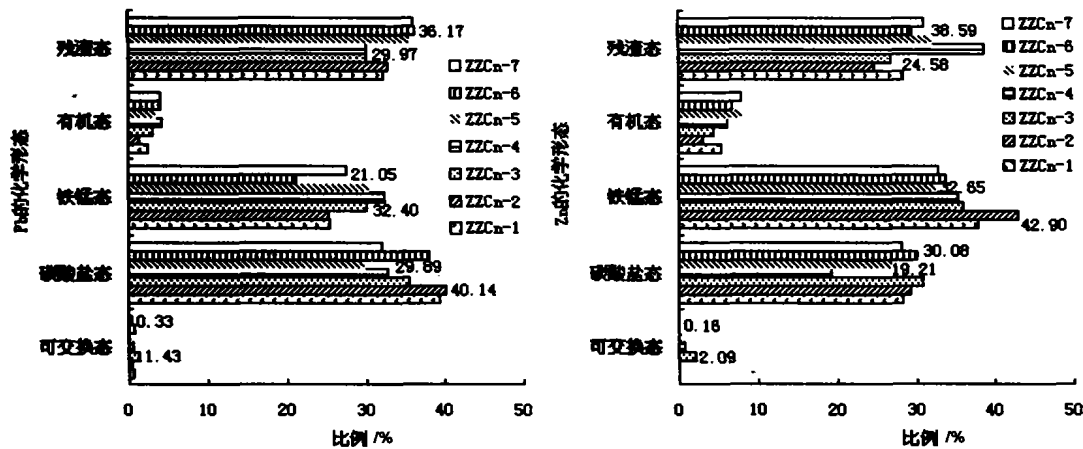 Pb的化学形态
残渣态
有机态
铁锰态
碳酸盐态
可交换态
36.17
29.97
21.05
32.40
29.89
40.14
0.33
1.43
ZZCn-7
ZZCn-6
ZZCn-5
ZZCn-4
ZZCn-3
ZZCn-2
ZZCn-1
0
10
20
30
40
50
比例 /%
Zn的化学形态
残渣态
有机态
铁锰态
碳酸盐态
可交换态
38.59
24.58
42.90
30.08
19.21
0.16
2.09
ZZCn-7
ZZCn-6
ZZCn-5
ZZCn-4
ZZCn-3
ZZCn-2
ZZCn-1
0
10
20
30
40
50
比例 /%